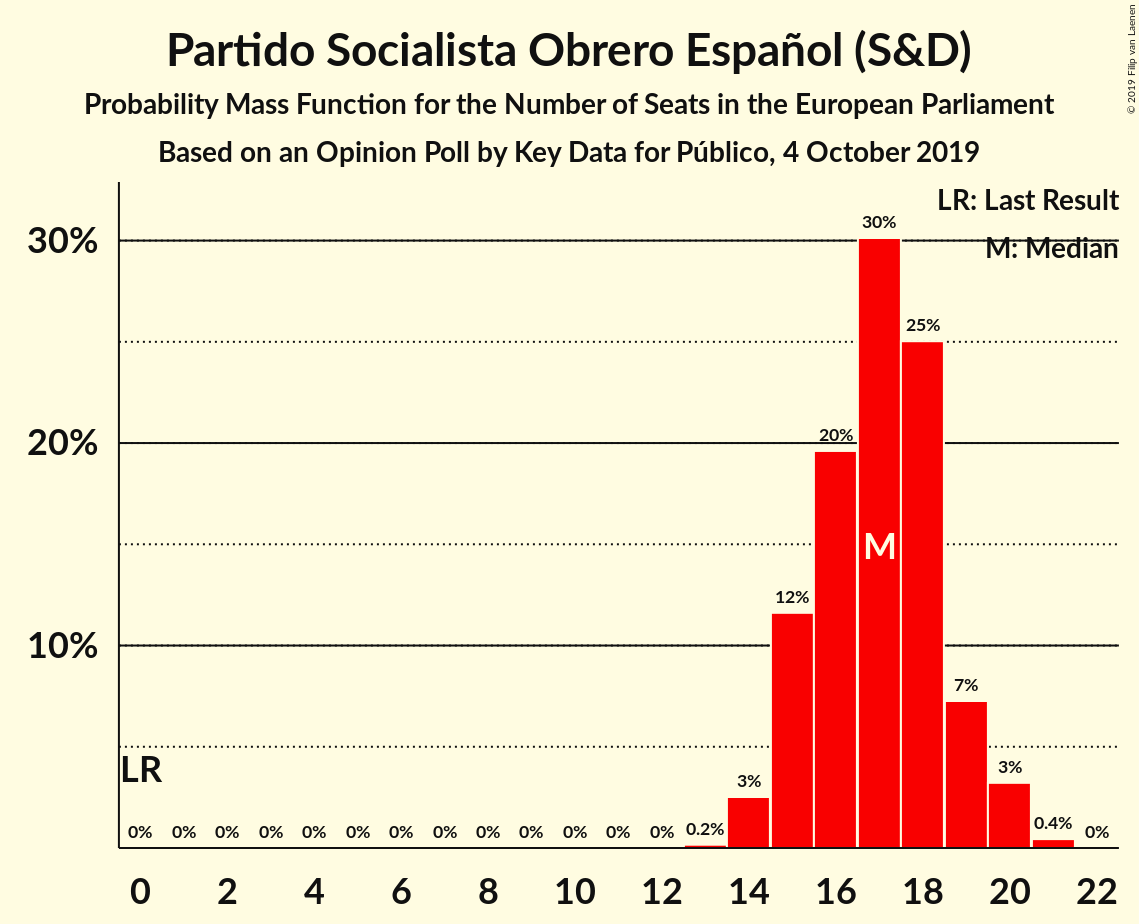 Partido Socialista Obrero Español (S&D)
Probability Mass Function for the Number of Seats in the European Parliament
Based on an Opinion Poll by Key Data for Público, 4 October 2019
© 2019 Filip van Laenen
LR: Last Result
M: Median
30%
20%
10%
30%
25%
20%
M
12%
7%
LR
3%
3%
0% 0% 0% 0% 0% 0% 0% 0% 0% 0% 0% 0% 0% 0.2% 0.4% 0%
0 2 4 6 8 10 12 14 16 18 20 22